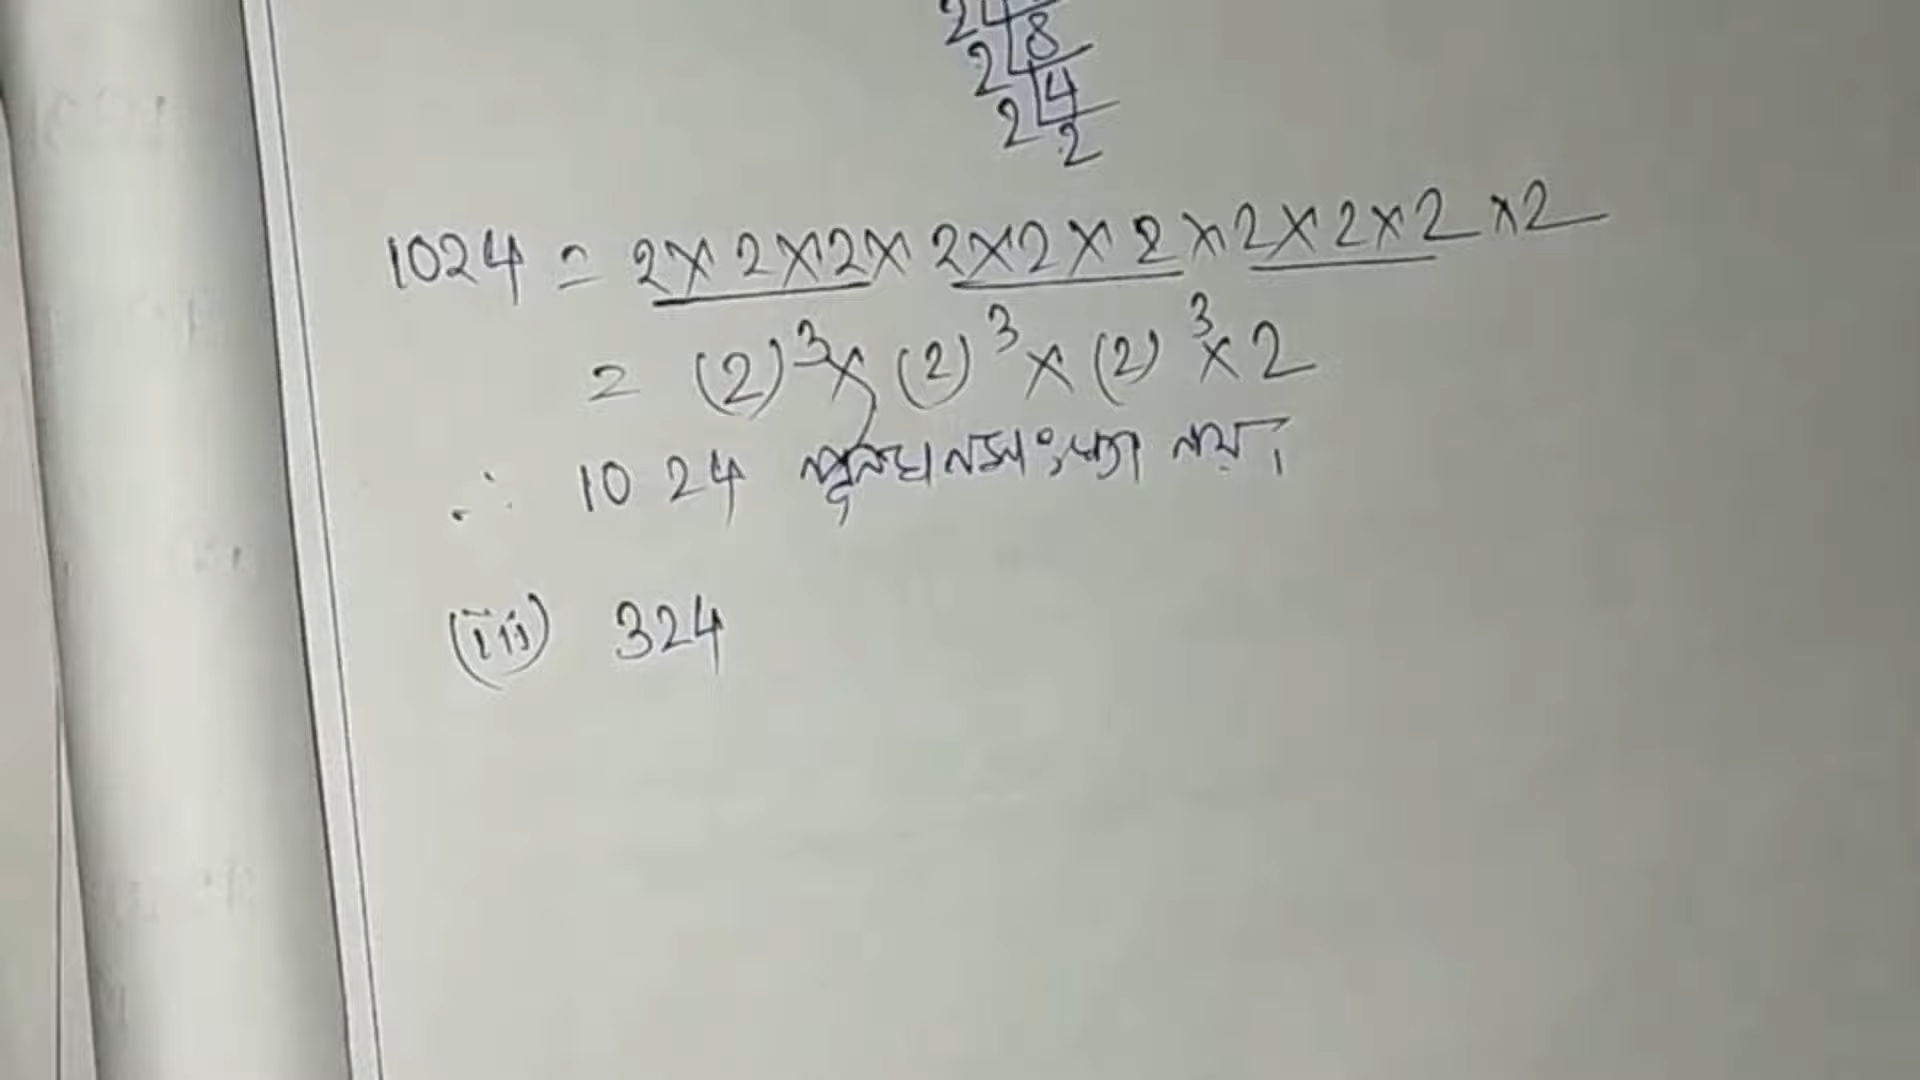 2 8
2 4
2 2
1024 = 2×2×2×2×2×2×2×2×2×2
= (2)³×(2)³×(2)³×2
∴ 1024 পূৰ্ণঘনসংখ্যা নয়।
(iii) 324